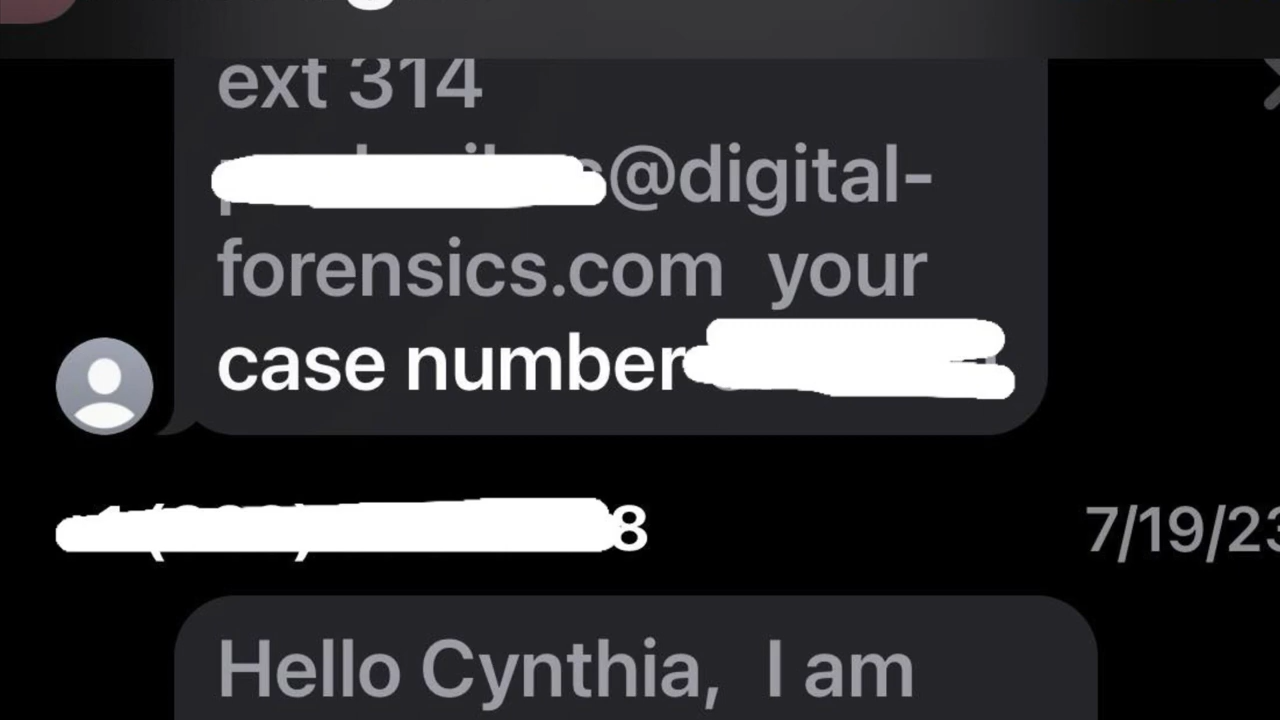 ext 314
@digital-
forensics.com your
case number
8
7/19/23
Hello Cynthia, I am